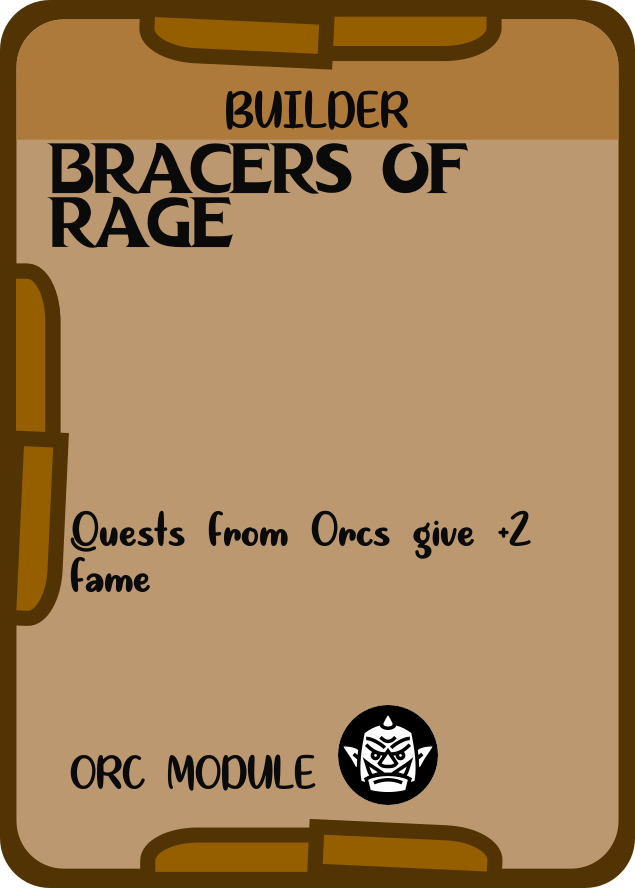 BUILDER
BRACERS OF
RAGE
Quests from Orcs give +2
fame
ORC MODULE